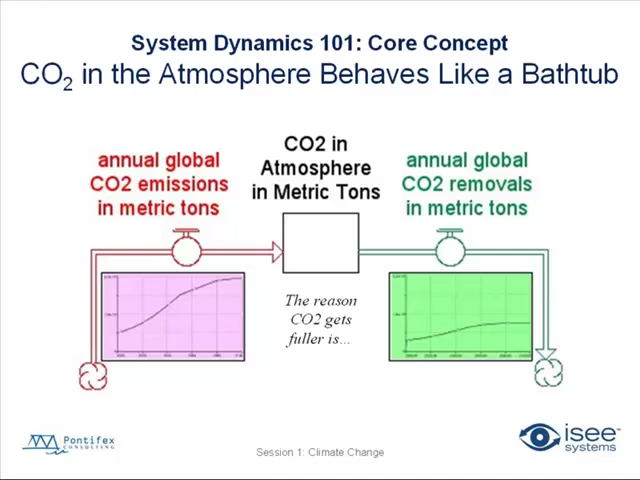 System Dynamics 101: Core Concept
CO2 in the Atmosphere Behaves Like a Bathtub
annual global
CO2 emissions
in metric tons
CO2 in
Atmosphere
in Metric Tons
annual global
CO2 removals
in metric tons
The reason
CO2 gets
fuller is...
Pontifex
CONSULTING
isee
systems
Session 1: Climate Change